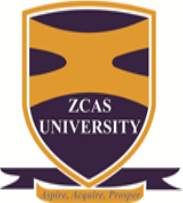 ZCAS
UNIVERSITY
Aspire, Acquire, Prosper